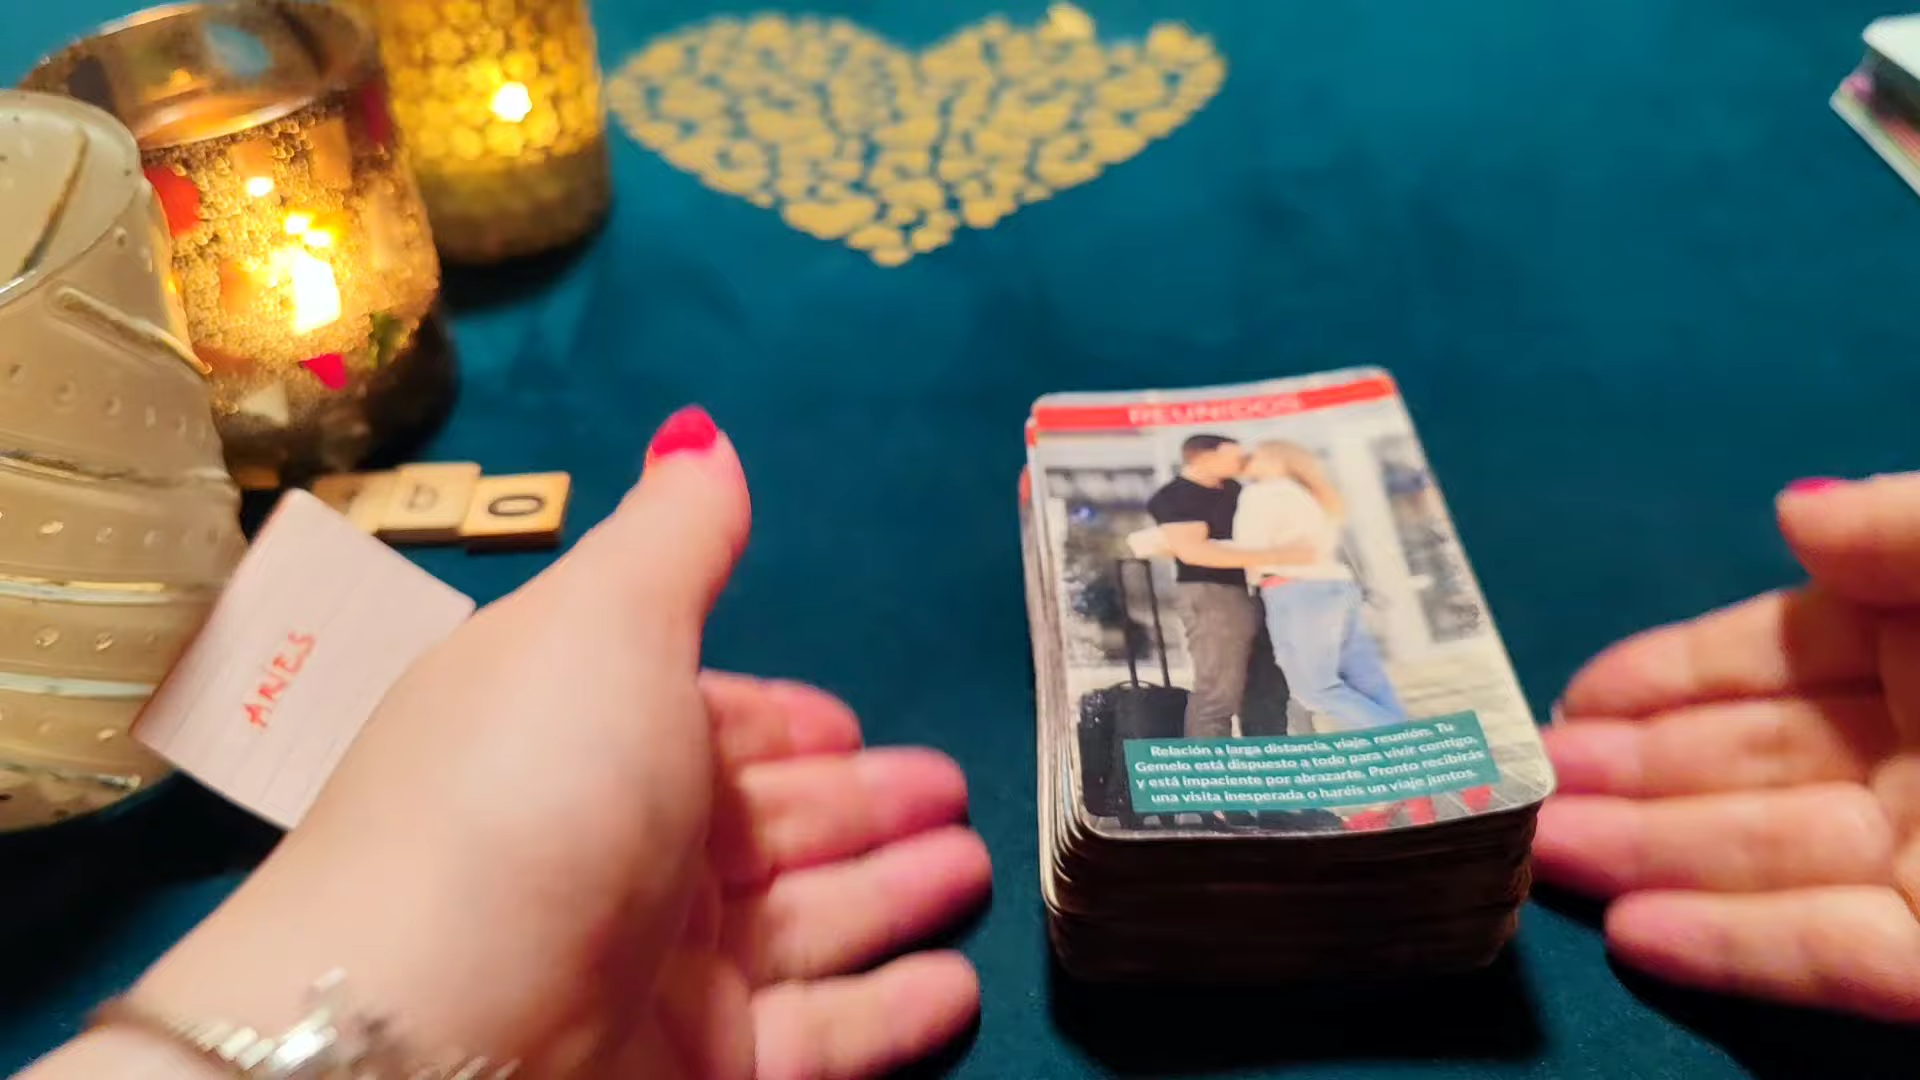 REUNIDOS
Relación a larga distancia, viaje, reunión. Tu
Gemelo está dispuesto a todo para vivir contigo,
y está impaciente por abrazarte. Pronto recibirás
una visita inesperada o haréis un viaje juntos.
ARIES
b o